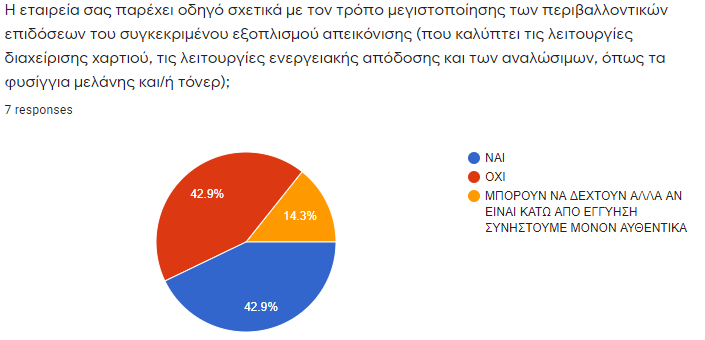 Η εταιρεία σας παρέχει οδηγό σχετικά με τον τρόπο μεγιστοποίησης των περιβαλλοντικών
επιδόσεων του συγκεκριμένου εξοπλισμού απεικόνισης (που καλύπτει τις λειτουργίες
διαχείρισης χαρτιού, τις λειτουργίες ενεργειακής απόδοσης και των αναλώσιμων, όπως τα
φυσίγγια μελάνης και/ή τόνερ);
7 responses
42.9%
14.3%
42.9%
ΝΑΙ
ΟΧΙ
ΜΠΟΡΟΥΝ ΝΑ ΔΕΧΤΟΥΝ ΑΛΛΑ ΑΝ
ΕΙΝΑΙ ΚΑΤΩ ΑΠΟ ΕΓΓΥΗΣΗ
ΣΥΝΗΣΤΟΥΜΕ ΜΟΝΟΝ ΑΥΘΕΝΤΙΚΑ